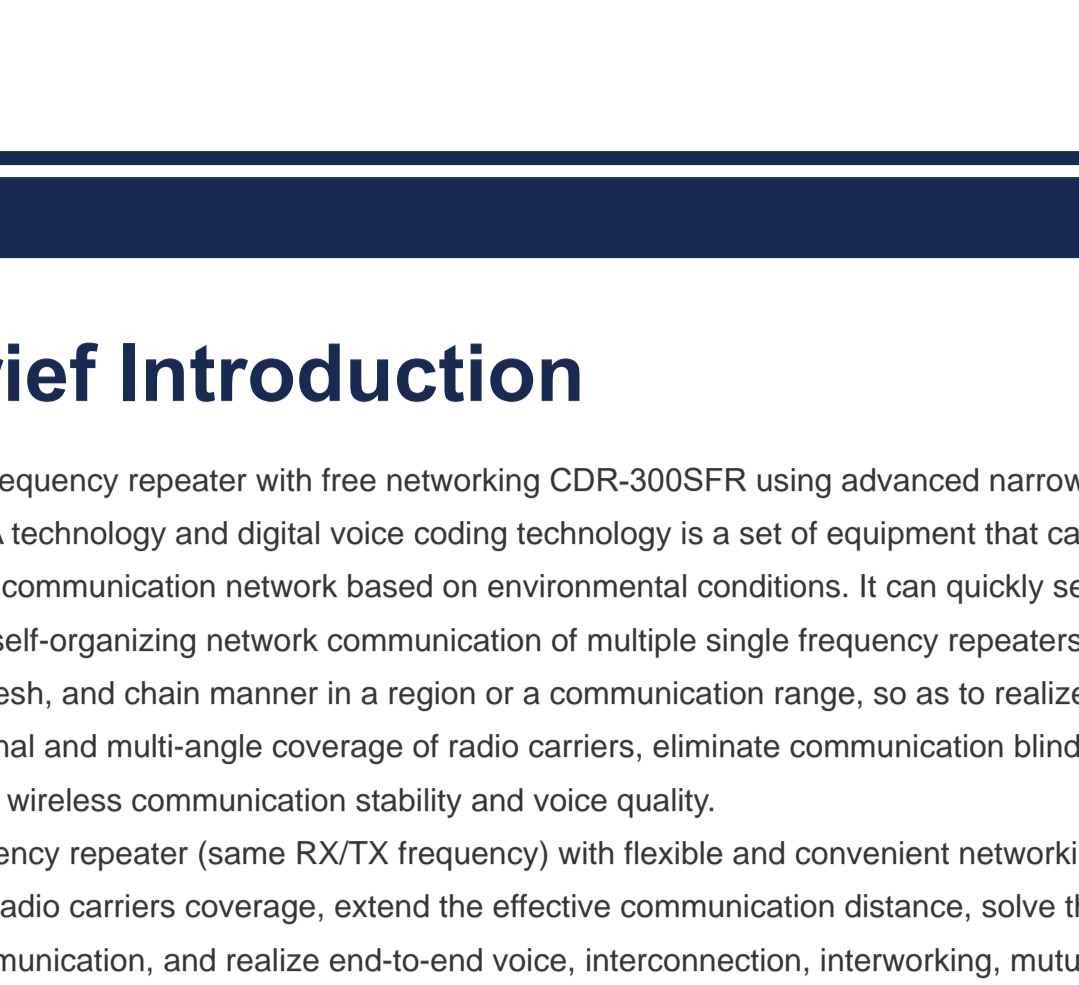 rief Introduction
requency repeater with free networking CDR-300SFR using advanced narrow
A technology and digital voice coding technology is a set of equipment that ca
communication network based on environmental conditions. It can quickly se
self-organizing network communication of multiple single frequency repeaters
esh, and chain manner in a region or a communication range, so as to realize
nal and multi-angle coverage of radio carriers, eliminate communication blind
wireless communication stability and voice quality.
ency repeater (same RX/TX frequency) with flexible and convenient networki
adio carriers coverage, extend the effective communication distance, solve th
munication, and realize end-to-end voice, interconnection, interworking, mutu